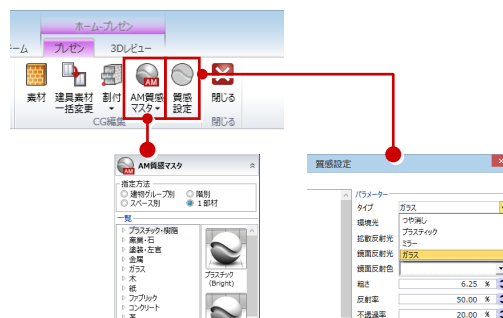 ホーム-プレゼン
ーム プレゼン 3Dビュー
素材 建具素材一括変更 割付 AM質感マスタ 質感設定 閉じる
CG編集 閉じる
AM質感マスタ
指定方法
建物グループ別 階別
スペース別 1部材
一覧
プラスチック・樹脂
薬園・石
塗装・左官
金属
ガラス
木
紙
ファブリック
コンクリート
革
プラスチック
(Bright)
質感設定
パラメーター
タイプ ガラス
つや消し
プラスティック
ミラー
ガラス
環境光
拡散反射光
鏡面反射光
鏡面反射色
粗さ 6.25 %
反射率 50.00 %
不透過率 20.00 %